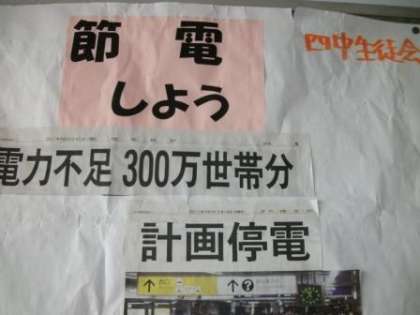 節電
しよう
四中生徒会
電力不足 300万世帯分
計画停電